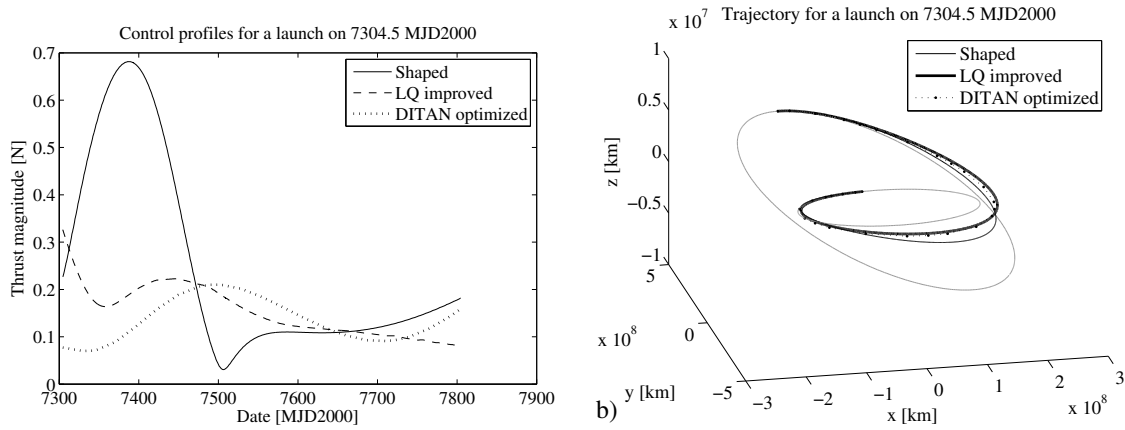 Control profiles for a launch on 7304.5 MJD2000
0.7
0.6
0.5
0.4
0.3
0.2
0.1
0
Thrust magnitude [N]
Shaped
LQ improved
DITAN optimized
7300 7400 7500 7600 7700 7800 7900
Date [MJD2000]
Trajectory for a launch on 7304.5 MJD2000
x 10^7
1
0.5
0
−0.5
−1
z [km]
Shaped
LQ improved
DITAN optimized
5
0
−5
x 10^8
y [km]
−3 −2 −1 0 1 2 3
x [km]
x 10^8
b)